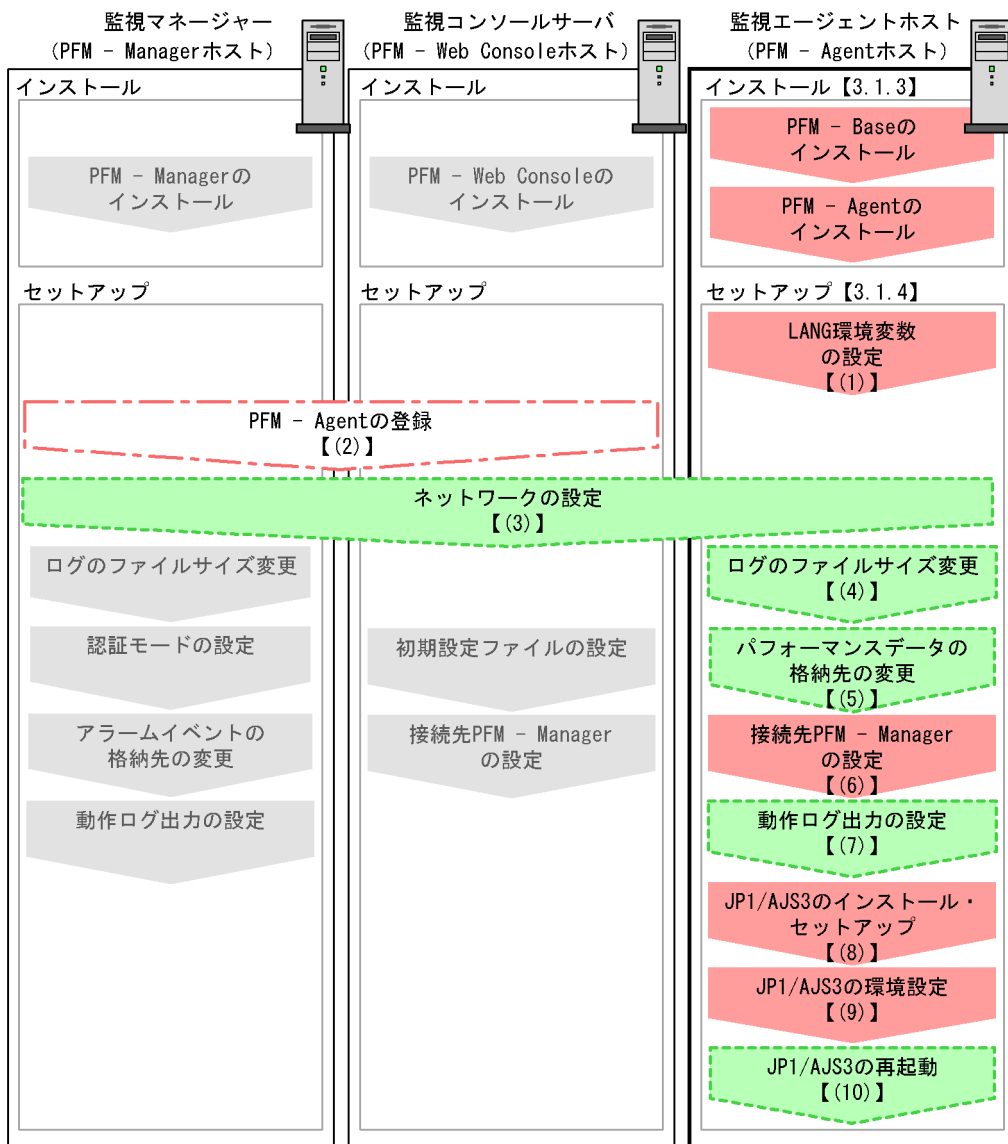 監視マネージャー
(PFM - Managerホスト)
監視コンソールサーバ
(PFM - Web Consoleホスト)
監視エージェントホスト
(PFM - Agentホスト)
インストール
PFM - Managerの
インストール
インストール
PFM - Web Consoleの
インストール
インストール【3.1.3】
PFM - Baseの
インストール
PFM - Agentの
インストール
セットアップ
セットアップ
セットアップ【3.1.4】
LANG環境変数
の設定
【(1)】
PFM - Agentの登録
【(2)】
ネットワークの設定
【(3)】
ログのファイルサイズ変更
認証モードの設定
アラームイベントの
格納先の変更
動作ログ出力の設定
初期設定ファイルの設定
接続先PFM - Manager
の設定
ログのファイルサイズ変更
【(4)】
パフォーマンスデータの
格納先の変更
【(5)】
接続先PFM - Manager
の設定
【(6)】
動作ログ出力の設定
【(7)】
JP1/AJS3のインストール・
セットアップ
【(8)】
JP1/AJS3の環境設定
【(9)】
JP1/AJS3の再起動
【(10)】